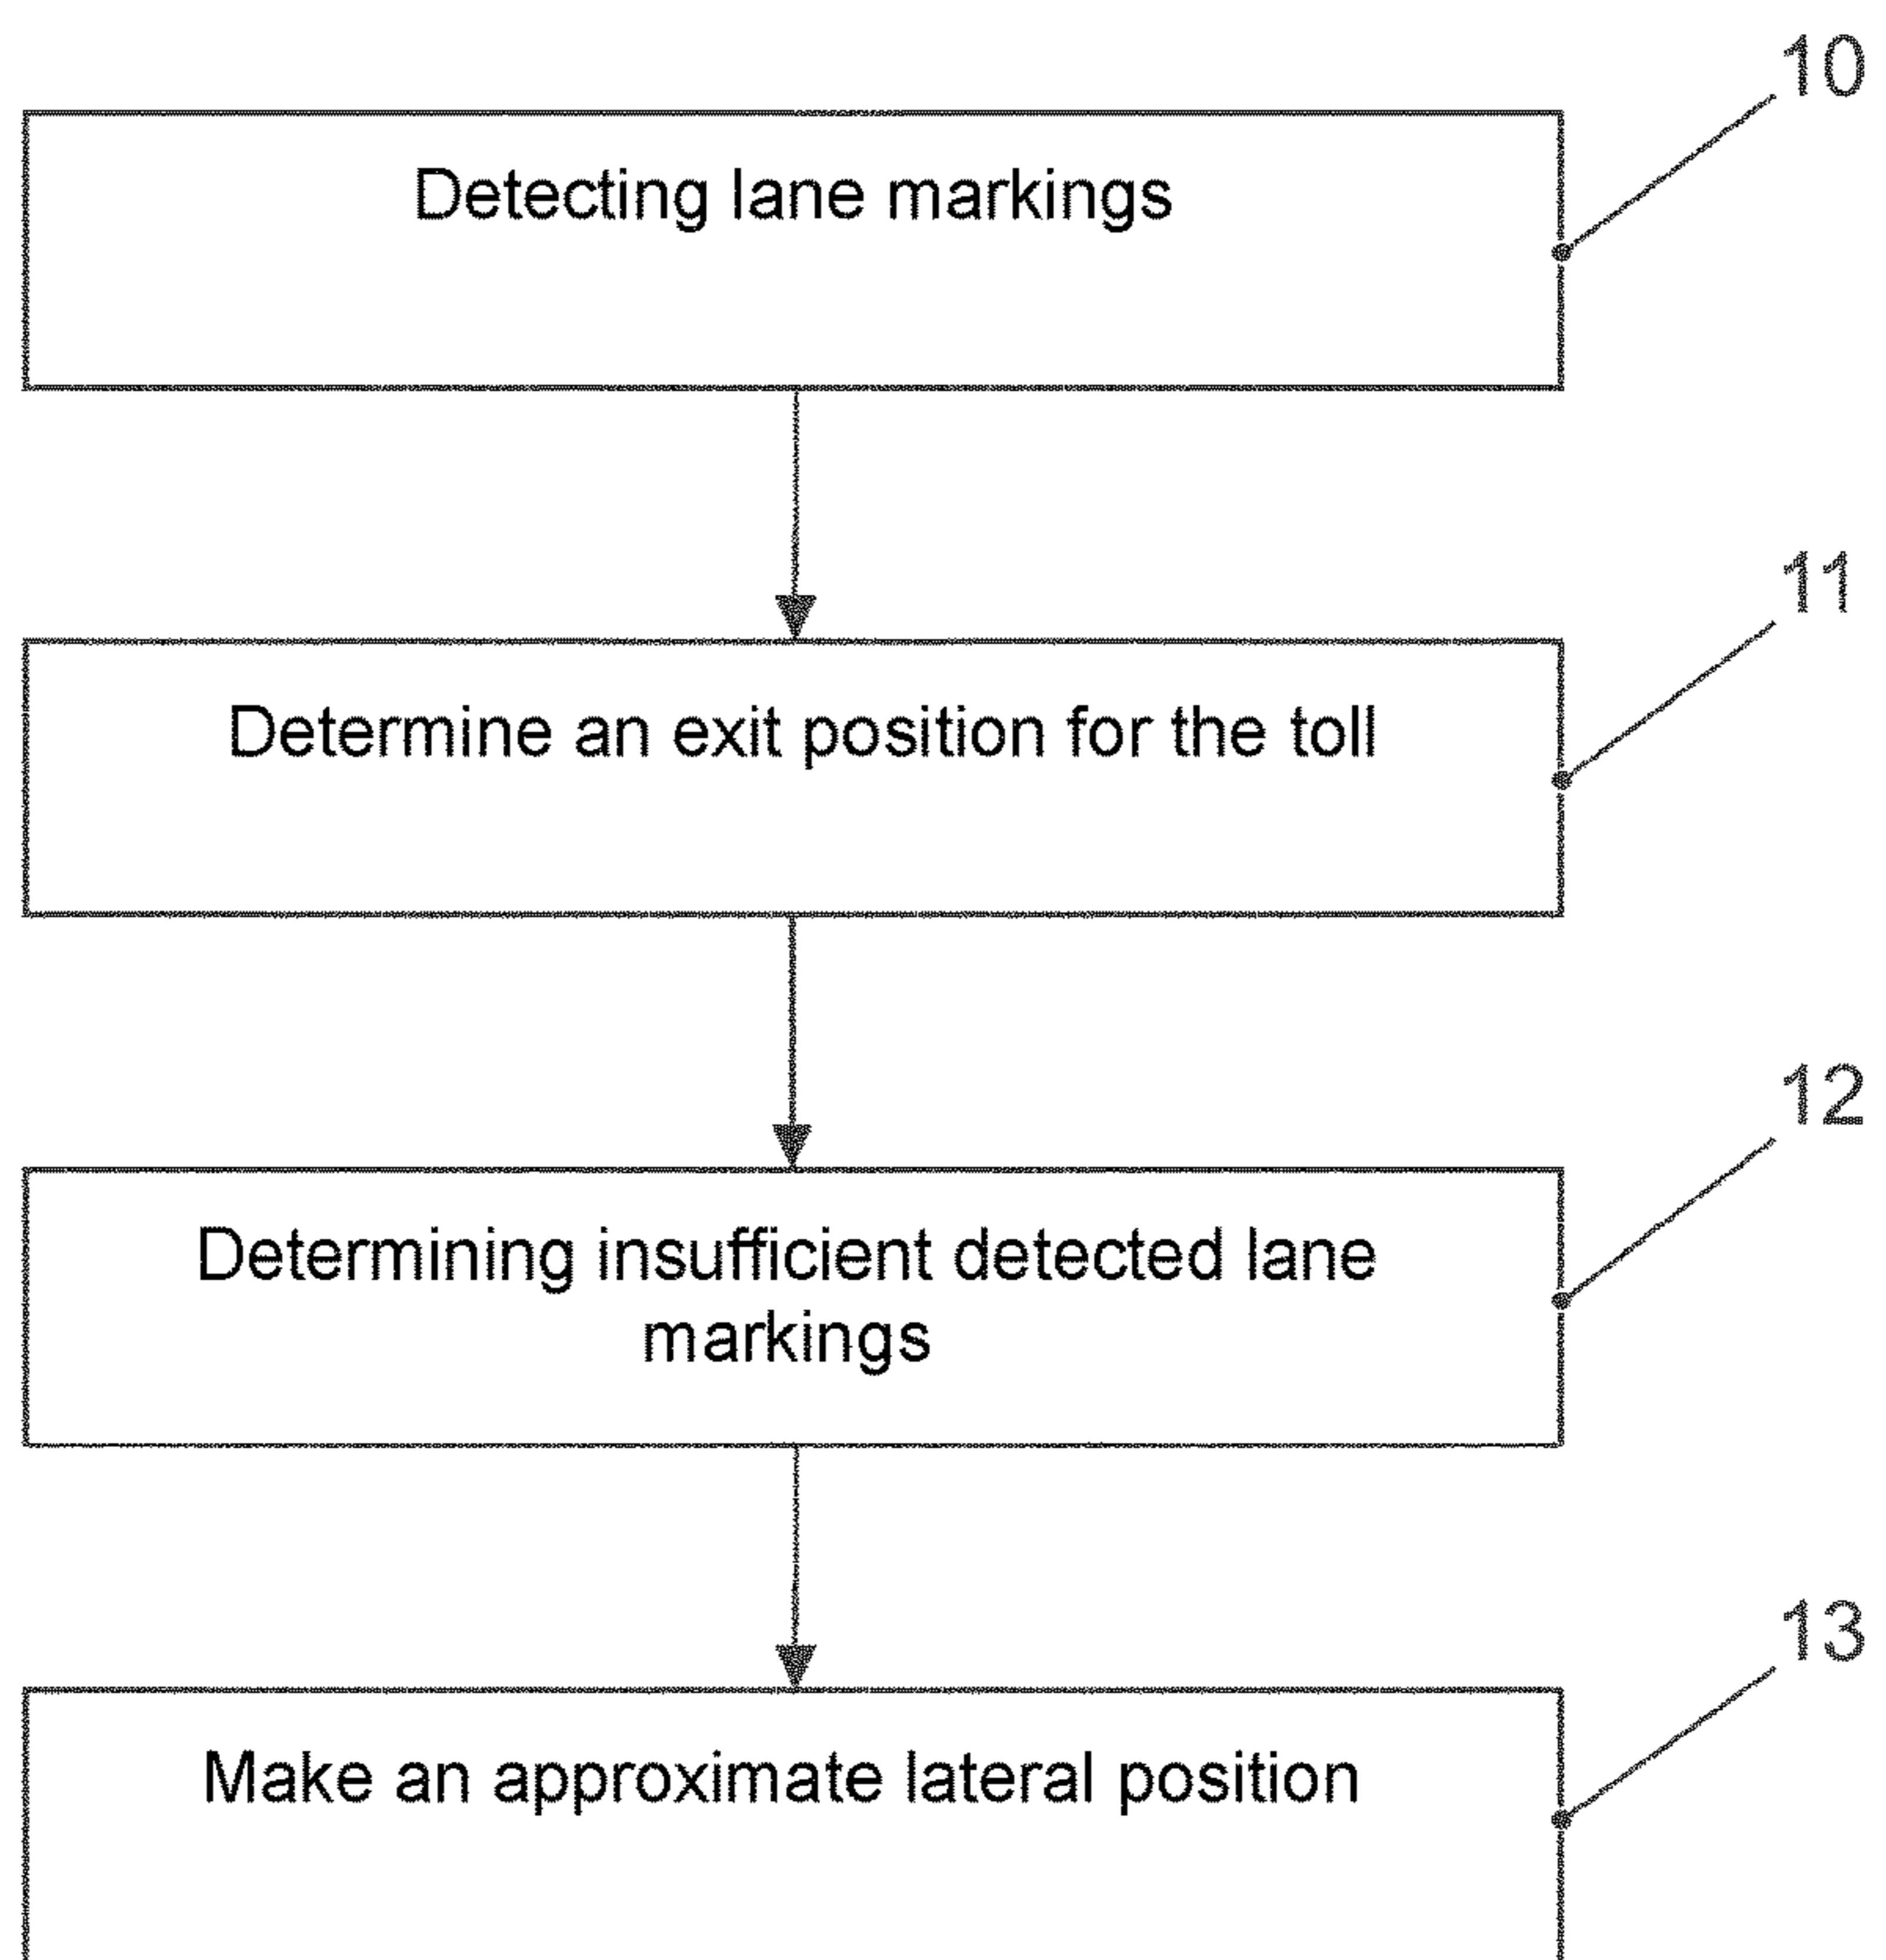 10
Detecting lane markings
11
Determine an exit position for the toll
12
Determining insufficient detected lane
markings
13
Make an approximate lateral position